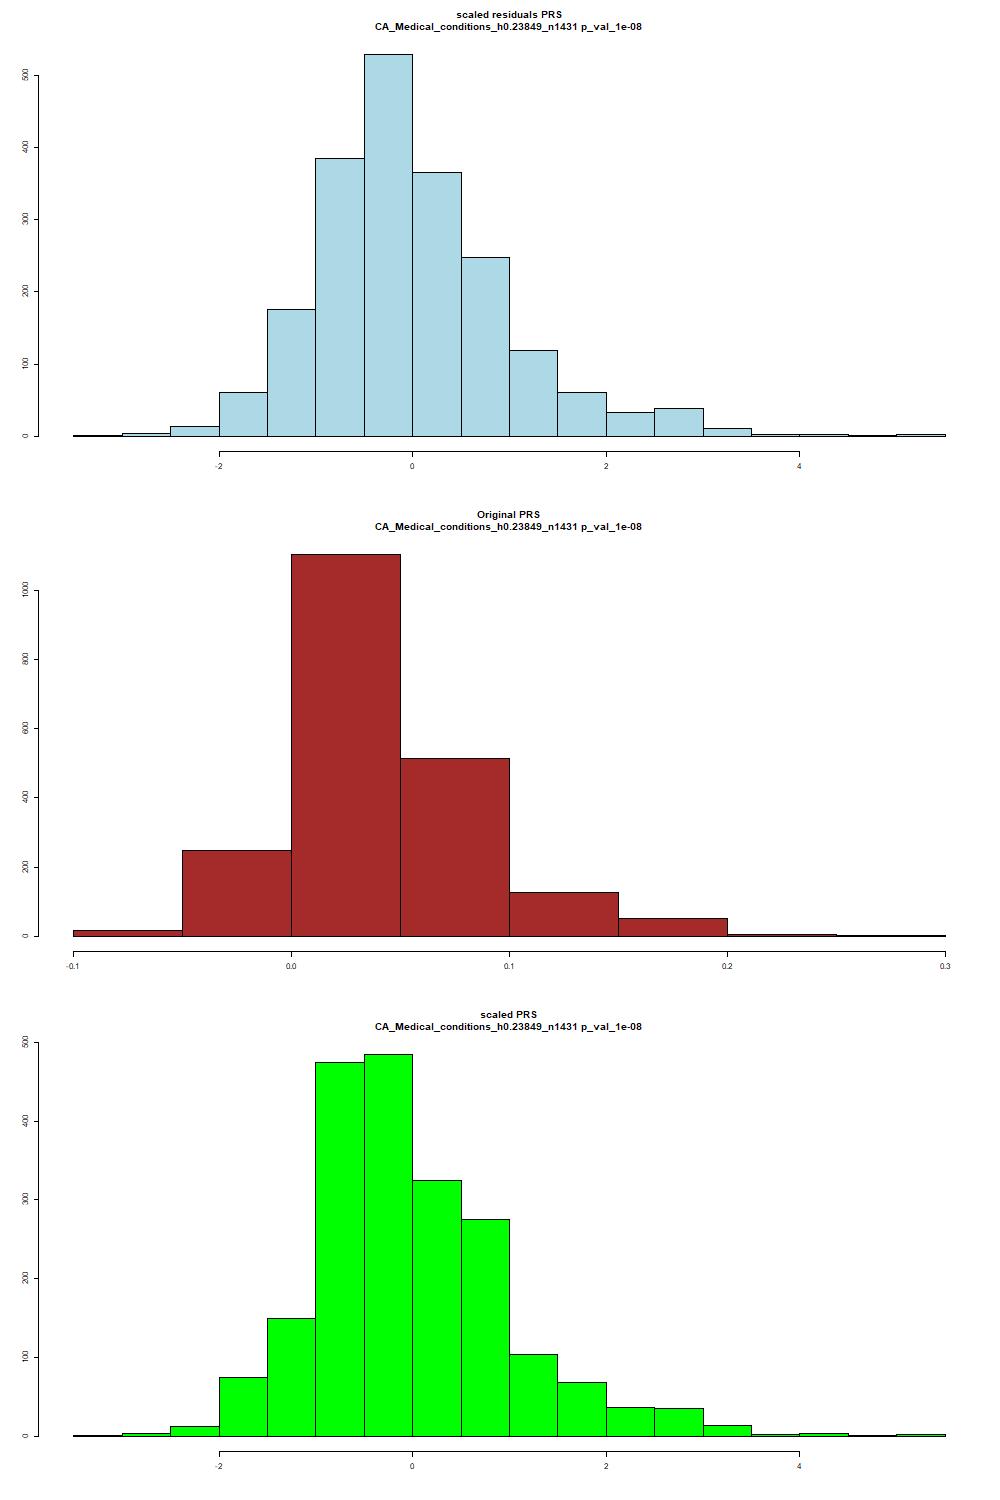 scaled residuals PRS
CA_Medical_conditions_h0.23849_n1431 p_val_1e-08
500
400
300
200
100
0
-2 0 2 4
Original PRS
CA_Medical_conditions_h0.23849_n1431 p_val_1e-08
1000
800
600
400
200
0
-0.1 0.0 0.1 0.2 0.3
scaled PRS
CA_Medical_conditions_h0.23849_n1431 p_val_1e-08
500
400
300
200
100
0
-2 0 2 4